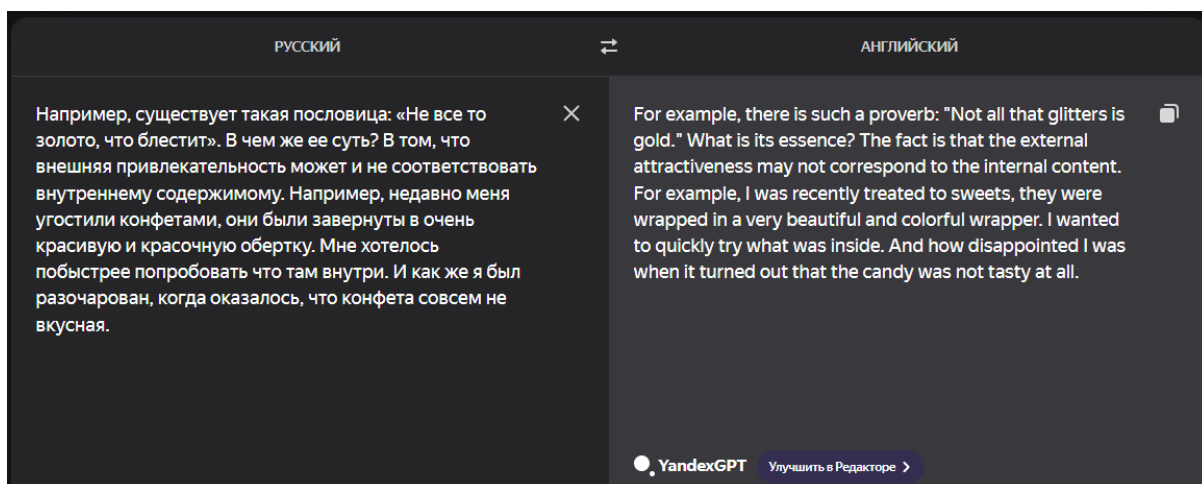 РУССКИЙ
АНГЛИЙСКИЙ
Например, существует такая пословица: «Не все то
золото, что блестит». В чем же ее суть? В том, что
внешняя привлекательность может и не соответствовать
внутреннему содержимому. Например, недавно меня
угостили конфетами, они были завернуты в очень
красивую и красочную обертку. Мне хотелось
побыстрее попробовать что там внутри. И как же я был
разочарован, когда оказалось, что конфета совсем не
вкусная.
For example, there is such a proverb: "Not all that glitters is
gold." What is its essence? The fact is that the external
attractiveness may not correspond to the internal content.
For example, I was recently treated to sweets, they were
wrapped in a very beautiful and colorful wrapper. I wanted
to quickly try what was inside. And how disappointed I was
when it turned out that the candy was not tasty at all.
YandexGPT
Улучшить в Редакторе